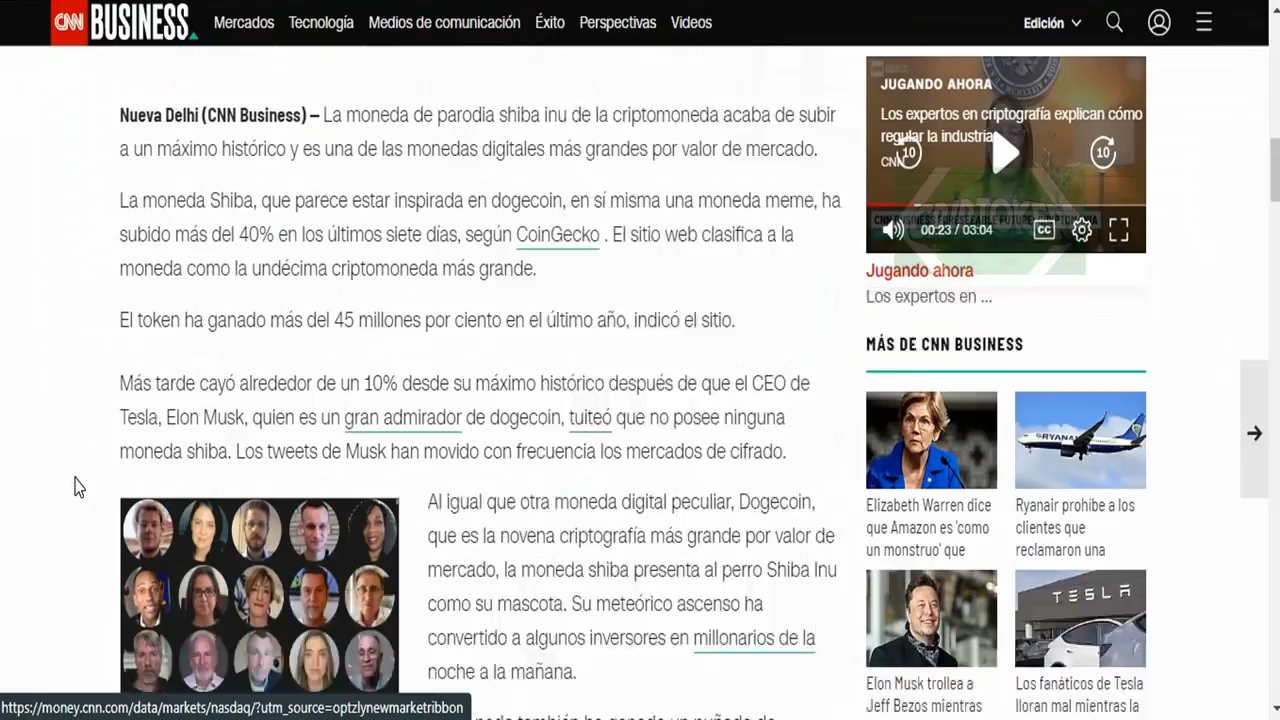 CNN BUSINESS
Mercados Tecnología Medios de comunicación Éxito Perspectivas Videos
Edición
Nueva Delhi (CNN Business) – La moneda de parodia shiba inu de la criptomoneda acaba de subir
a un máximo histórico y es una de las monedas digitales más grandes por valor de mercado.
La moneda Shiba, que parece estar inspirada en dogecoin, en sí misma una moneda meme, ha
subido más del 40% en los últimos siete días, según CoinGecko . El sitio web clasifica a la
moneda como la undécima criptomoneda más grande.
El token ha ganado más del 45 millones por ciento en el último año, indicó el sitio.
Más tarde cayó alrededor de un 10% desde su máximo histórico después de que el CEO de
Tesla, Elon Musk, quien es un gran admirador de dogecoin, tuiteó que no posee ninguna
moneda shiba. Los tweets de Musk han movido con frecuencia los mercados de cifrado.
Al igual que otra moneda digital peculiar, Dogecoin,
que es la novena criptografía más grande por valor de
mercado, la moneda shiba presenta al perro Shiba Inu
como su mascota. Su meteórico ascenso ha
convertido a algunos inversores en millonarios de la
noche a la mañana.
JUGANDO AHORA
Los expertos en criptografía explican cómo
regular la industria
CNN
10
10
CNN BUSINESS FORESEEABLE FUTURE:
00:23 / 03:04
CC
Jugando ahora
Los expertos en ...
MÁS DE CNN BUSINESS
RYANAIR
TESLA
Elizabeth Warren dice
que Amazon es 'como
un monstruo' que
Ryanair prohíbe a los
clientes que
reclamaron una
Elon Musk trollea a
Jeff Bezos mientras
Los fanáticos de Tesla
lloran mal mientras la
https://money.cnn.com/data/markets/nasdaq/?utm_source=optzlynewmarketribbon